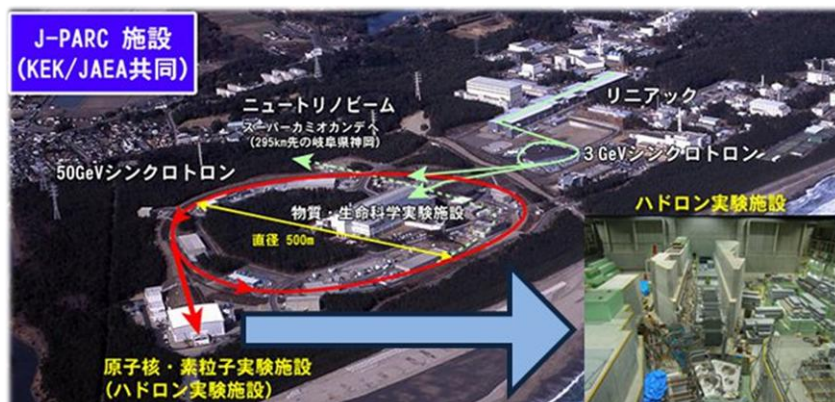 J-PARC 施設
(KEK/JAEA共同)
ニュートリノビーム
スーパーカミオカンデへ
(295km先の岐阜県神岡)
リニアック
50GeVシンクロトロン
3 GeVシンクロトロン
物質・生命科学実験施設
直径 500m
ハドロン実験施設
原子核・素粒子実験施設
(ハドロン実験施設)